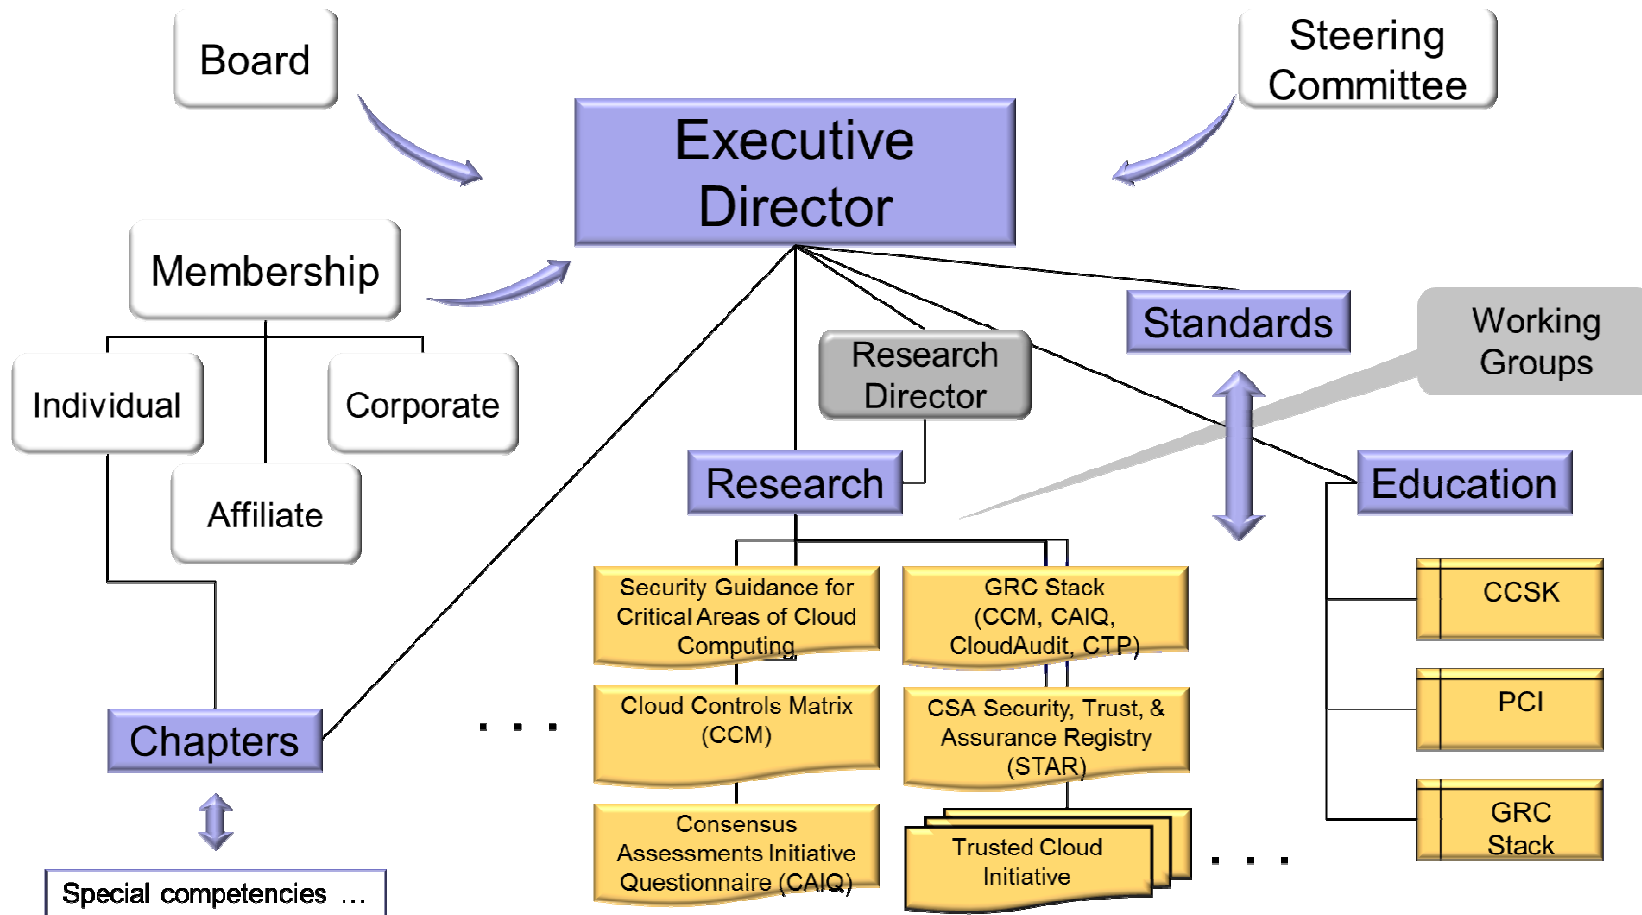 Board
Steering
Committee
Executive
Director
Membership
Standards
Working
Groups
Research
Director
Individual
Corporate
Affiliate
Research
Education
Security Guidance for
Critical Areas of Cloud
Computing
GRC Stack
(CCM, CAIQ,
CloudAudit, CTP)
CCSK
Chapters
. . .
Cloud Controls Matrix
(CCM)
CSA Security, Trust, &
Assurance Registry
(STAR)
PCI
Consensus
Assessments Initiative
Questionnaire (CAIQ)
Trusted Cloud
Initiative
. . .
GRC
Stack
Special competencies ...